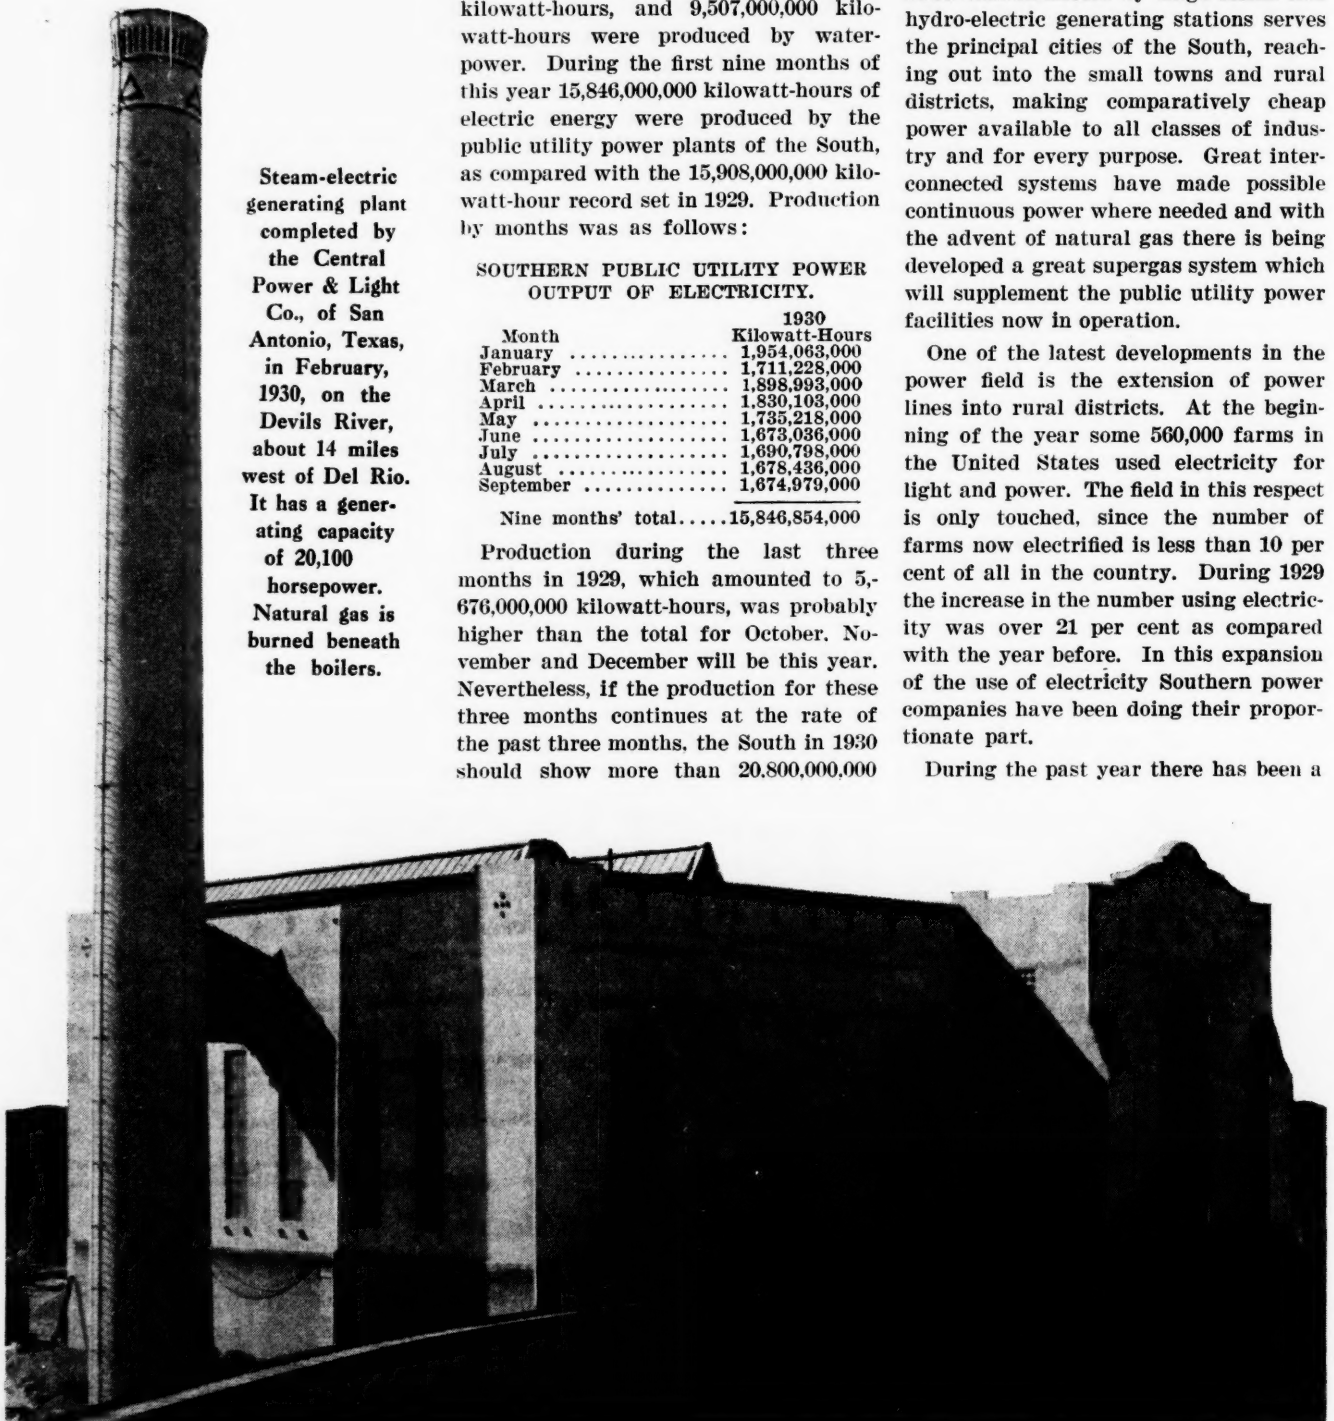 Steam-electric
generating plant
completed by
the Central
Power & Light
Co., of San
Antonio, Texas,
in February,
1930, on the
Devils River,
about 14 miles
west of Del Rio.
It has a gener-
ating capacity
of 20,100
horsepower.
Natural gas is
burned beneath
the boilers.
kilowatt-hours, and 9,507,000,000 kilo-
watt-hours were produced by water-
power. During the first nine months of
this year 15,846,000,000 kilowatt-hours of
electric energy were produced by the
public utility power plants of the South,
as compared with the 15,908,000,000 kilo-
watt-hour record set in 1929. Production
by months was as follows:
SOUTHERN PUBLIC UTILITY POWER
OUTPUT OF ELECTRICITY.
1930
Month Kilowatt-Hours
January ................ 1,954,063,000
February ............... 1,711,228,000
March .................. 1,898,993,000
April ................... 1,830,103,000
May .................... 1,735,218,000
June .................... 1,673,036,000
July .................... 1,690,798,000
August ................. 1,678,436,000
September .............. 1,674,979,000
Nine months' total.....15,846,854,000
Production during the last three
months in 1929, which amounted to 5,-
676,000,000 kilowatt-hours, was probably
higher than the total for October. No-
vember and December will be this year.
Nevertheless, if the production for these
three months continues at the rate of
the past three months, the South in 1930
should show more than 20.800,000,000
hydro-electric generating stations serves
the principal cities of the South, reach-
ing out into the small towns and rural
districts, making comparatively cheap
power available to all classes of indus-
try and for every purpose. Great inter-
connected systems have made possible
continuous power where needed and with
the advent of natural gas there is being
developed a great supergas system which
will supplement the public utility power
facilities now in operation.
One of the latest developments in the
power field is the extension of power
lines into rural districts. At the begin-
ning of the year some 560,000 farms in
the United States used electricity for
light and power. The field in this respect
is only touched, since the number of
farms now electrified is less than 10 per
cent of all in the country. During 1929
the increase in the number using electric-
ity was over 21 per cent as compared
with the year before. In this expansion
of the use of electricity Southern power
companies have been doing their propor-
tionate part.
During the past year there has been a